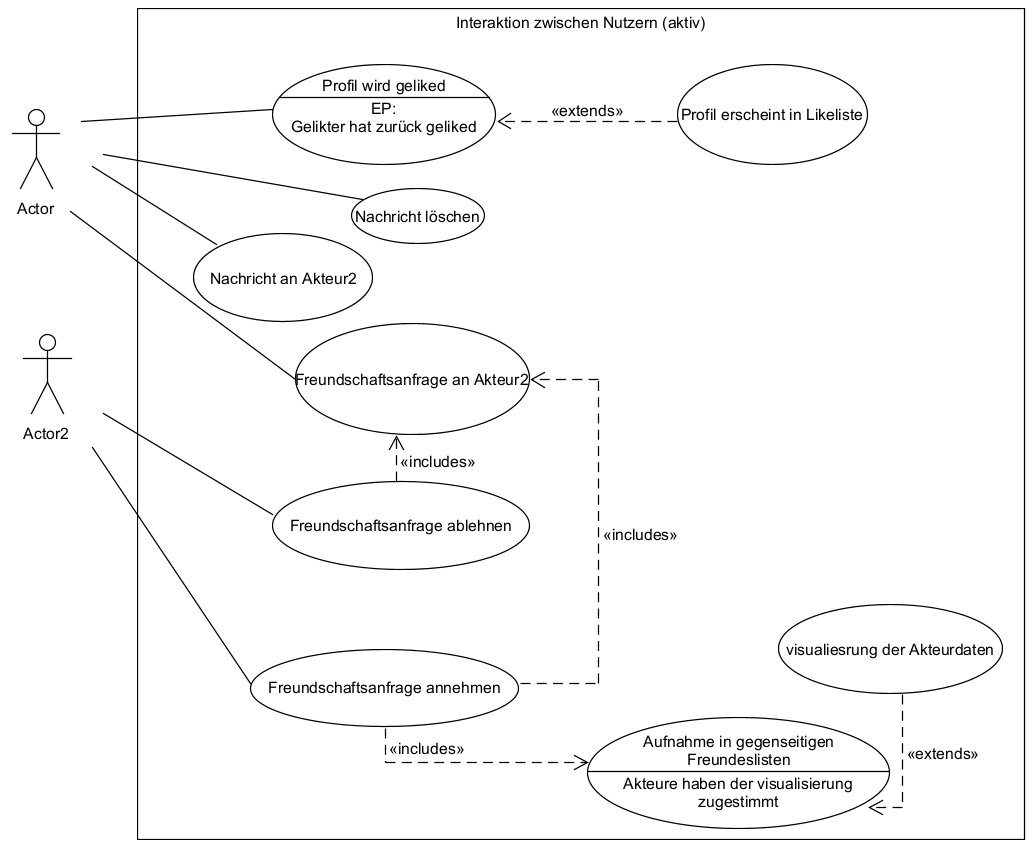 Interaktion zwischen Nutzern (aktiv)
Profil wird geliked
EP:
Gelikter hat zurück geliked
«extends»
Profil erscheint in Likeliste
Actor
Nachricht löschen
Nachricht an Akteur2
Freundschaftsanfrage an Akteur2
Actor2
«includes»
Freundschaftsanfrage ablehnen
«includes»
visualiesrung der Akteurdaten
Freundschaftsanfrage annehmen
«includes»
Aufnahme in gegenseitigen
Freundeslisten
Akteure haben der visualisierung
zugestimmt
«extends»